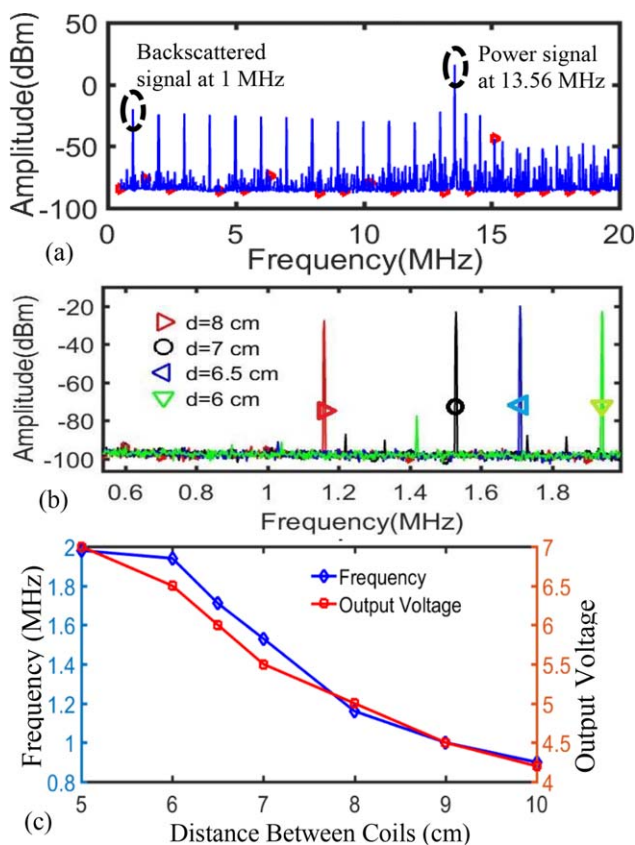 Backscattered
signal at 1 MHz
Power signal
at 13.56 MHz
Amplitude(dBm)
50
0
-50
-100
0 5 10 15 20
Frequency(MHz)
(a)
Amplitude(dBm)
-20
-40
-60
-80
-100
d=8 cm
d=7 cm
d=6.5 cm
d=6 cm
0.6 0.8 1 1.2 1.4 1.6 1.8
Frequency(MHz)
(b)
Frequency (MHz)
2
1.8
1.6
1.4
1.2
1
0.8
Frequency
Output Voltage
7
6.5
6
5.5
5
4.5
4
Output Voltage
5 6 7 8 9 10
Distance Between Coils (cm)
(c)